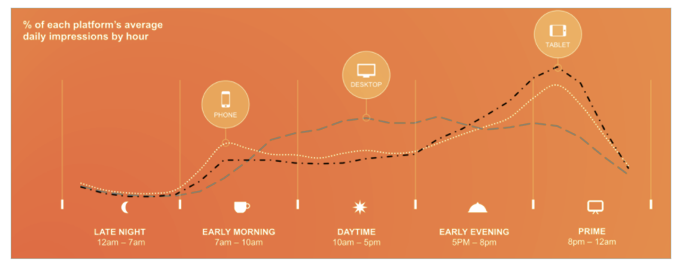 % of each platform's average
daily impressions by hour
TABLET
DESKTOP
PHONE
LATE NIGHT
12am – 7am
EARLY MORNING
7am – 10am
DAYTIME
10am – 5pm
EARLY EVENING
5PM – 8pm
PRIME
8pm – 12am